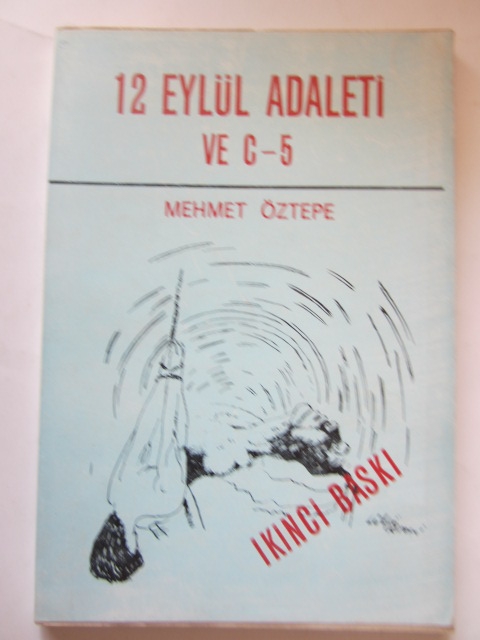 12 EYLÜL ADALETİ
VE C-5
MEHMET ÖZTEPE
IKINCI BASKI